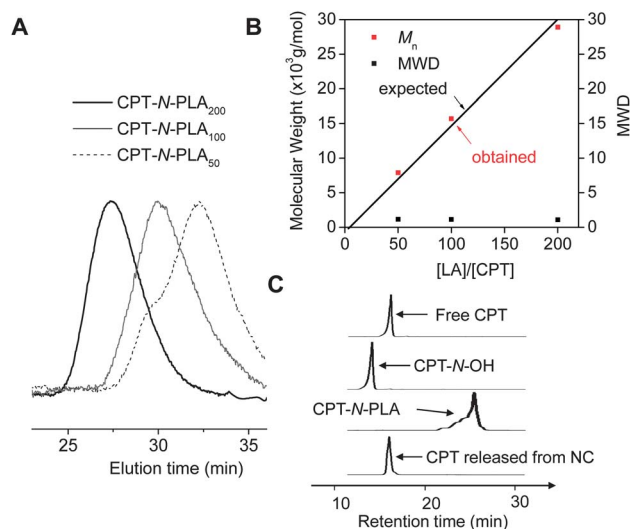 A
CPT-N-PLA200
CPT-N-PLA100
CPT-N-PLA50
25 30 35
Elution time (min)
B
Molecular Weight (x10³g/mol)
30
25
20
15
10
5
0
Mn
MWD
expected
obtained
30
25
20
15
10
5
0
MWD
0 50 100 150 200
[LA]/[CPT]
C
Free CPT
CPT-N-OH
CPT-N-PLA
CPT released from NC
10 20 30
Retention time (min)